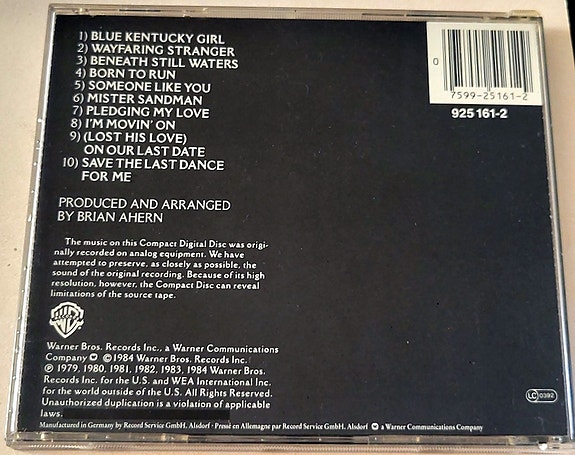 1) BLUE KENTUCKY GIRL
2) WAYFARING STRANGER
3) BENEATH STILL WATERS
4) BORN TO RUN
5) SOMEONE LIKE YOU
6) MISTER SANDMAN
7) PLEDGING MY LOVE
8) I'M MOVIN' ON
9) (LOST HIS LOVE)
ON OUR LAST DATE
10) SAVE THE LAST DANCE
FOR ME
0
7599-25161-2
925 161-2
PRODUCED AND ARRANGED
BY BRIAN AHERN
The music on this Compact Digital Disc was origi-
nally recorded on analog equipment. We have
attempted to preserve, as closely as possible, the
sound of the original recording. Because of its high
resolution, however, the Compact Disc can reveal
limitations of the source tape.
WB
Warner Bros. Records Inc., a Warner Communications
Company © 1984 Warner Bros. Records Inc.
℗ 1979, 1980, 1981, 1982, 1983, 1984 Warner Bros.
Records Inc. for the U.S. and WEA International Inc.
for the world outside of the U.S. All Rights Reserved.
Unauthorized duplication is a violation of applicable
laws.
LC 0392
Manufactured in Germany by Record Service GmbH. Alsdorf · Pressé en Allemagne par Record Service GmbH. Alsdorf a Warner Communications Company